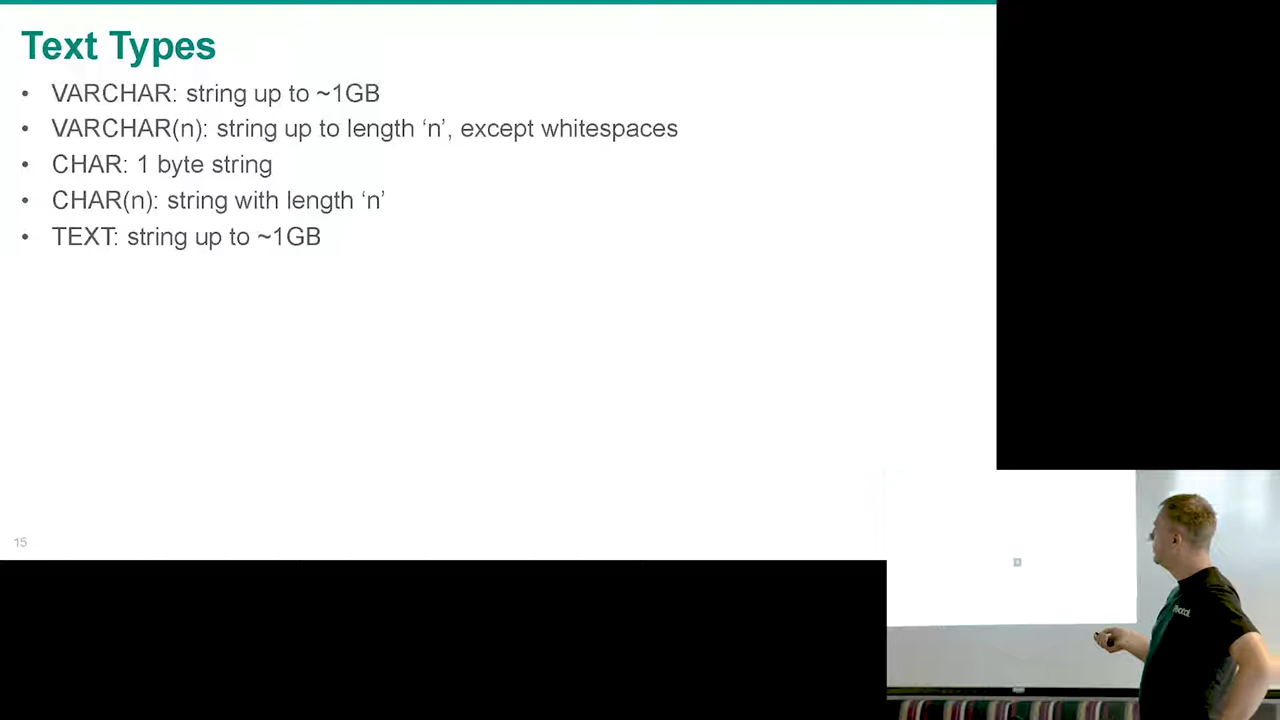 Text Types
• VARCHAR: string up to ~1GB
• VARCHAR(n): string up to length ‘n’, except whitespaces
• CHAR: 1 byte string
• CHAR(n): string with length ‘n’
• TEXT: string up to ~1GB
15